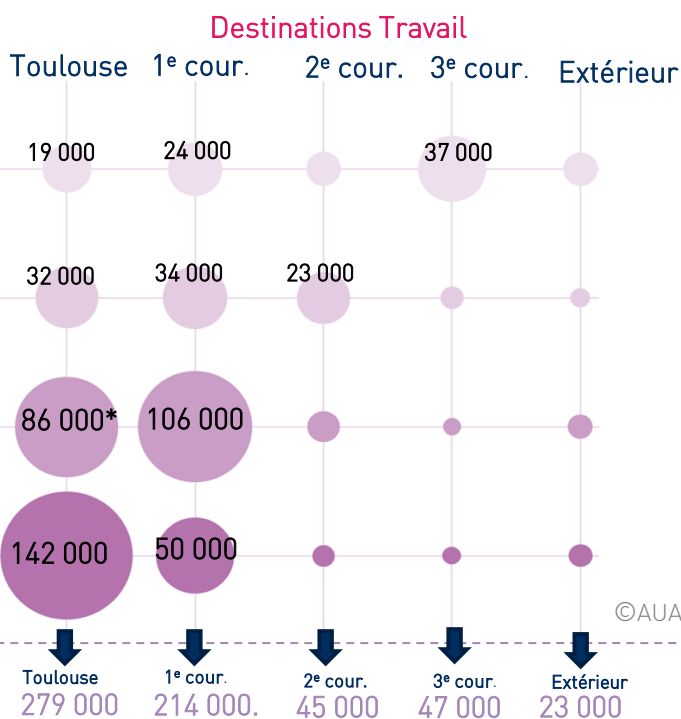 Destinations Travail
Toulouse 1e cour. 2e cour. 3e cour. Extérieur
19 000 24 000 37 000
32 000 34 000 23 000
86 000* 106 000
142 000 50 000
©AUA
Toulouse 1e cour. 2e cour. 3e cour. Extérieur
279 000 214 000. 45 000 47 000 23 000